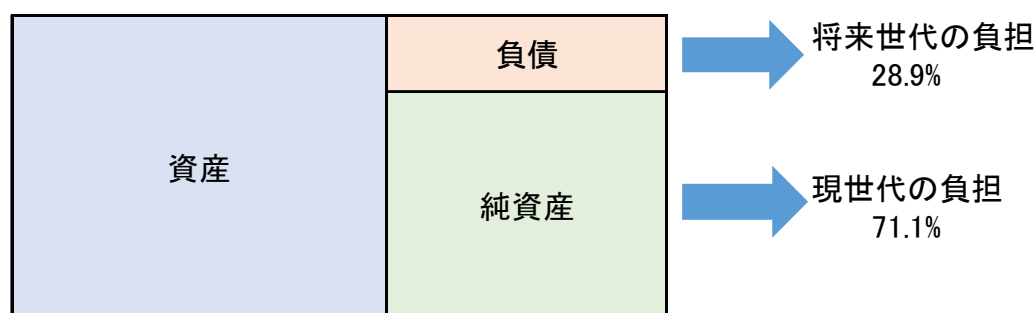 資産
負債
純資産
将来世代の負担
28.9%
現世代の負担
71.1%